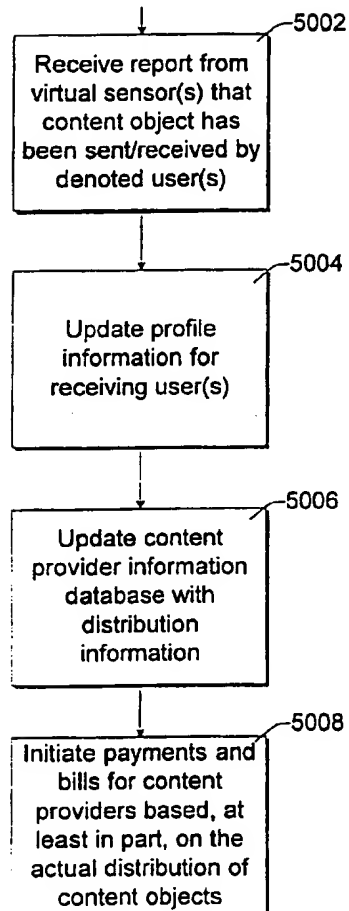 5002
Receive report from
virtual sensor(s) that
content object has
been sent/received by
denoted user(s)
5004
Update profile
information for
receiving user(s)
5006
Update content
provider information
database with
distribution
information
5008
Initiate payments and
bills for content
providers based, at
least in part, on the
actual distribution of
content objects